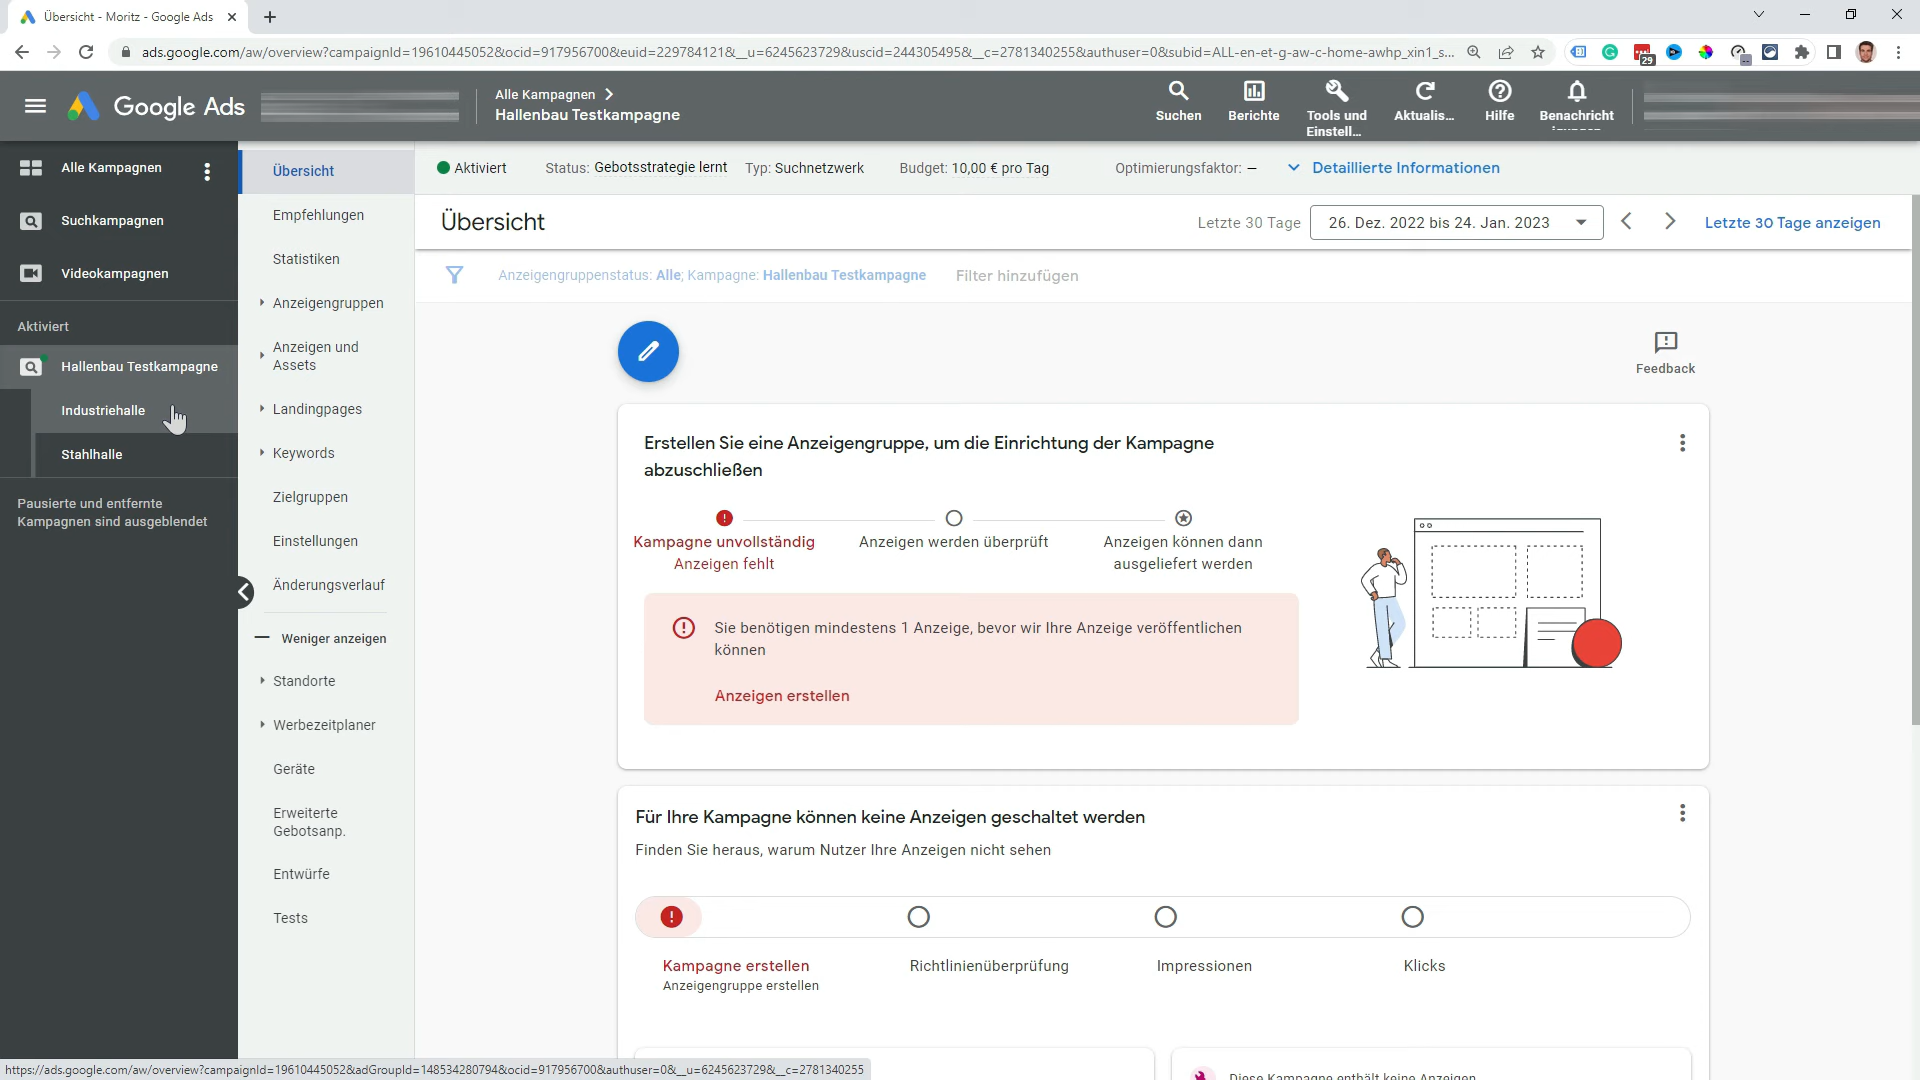 Übersicht - Moritz - Google Ads
ads.google.com/aw/overview?campaignId=19610445052&ocid=917956700&euid=229784121&__u=6245623729&uscid=244305495&__c=2781340255&authuser=0&subid=ALL-en-et-g-aw-c-home-awhp_xin1_s...
29
Google Ads
Alle Kampagnen
Hallenbau Testkampagne
Suchen
Berichte
Tools und
Einstell...
Aktualis...
Hilfe
Benachricht
Alle Kampagnen
Suchkampagnen
Videokampagnen
Aktiviert
Hallenbau Testkampagne
Industriehalle
Stahlhalle
Pausierte und entfernte
Kampagnen sind ausgeblendet
Übersicht
Empfehlungen
Statistiken
Anzeigengruppen
Anzeigen und
Assets
Landingpages
Keywords
Zielgruppen
Einstellungen
Änderungsverlauf
Weniger anzeigen
Standorte
Werbezeitplaner
Geräte
Erweiterte
Gebotsanp.
Entwürfe
Tests
Aktiviert Status: Gebotsstrategie lernt Typ: Suchnetzwerk Budget: 10,00 € pro Tag Optimierungsfaktor: — Detaillierte Informationen
Übersicht
Letzte 30 Tage 26. Dez. 2022 bis 24. Jan. 2023 Letzte 30 Tage anzeigen
Anzeigengruppenstatus: Alle; Kampagne: Hallenbau Testkampagne Filter hinzufügen
Feedback
Erstellen Sie eine Anzeigengruppe, um die Einrichtung der Kampagne
abzuschließen
Kampagne unvollständig
Anzeigen fehlt
Anzeigen werden überprüft
Anzeigen können dann
ausgeliefert werden
Sie benötigen mindestens 1 Anzeige, bevor wir Ihre Anzeige veröffentlichen
können
Anzeigen erstellen
Für Ihre Kampagne können keine Anzeigen geschaltet werden
Finden Sie heraus, warum Nutzer Ihre Anzeigen nicht sehen
Kampagne erstellen
Anzeigengruppe erstellen
Richtlinienüberprüfung
Impressionen
Klicks
Diese Kampagne enthält keine Anzeigen
https://ads.google.com/aw/overview?campaignId=19610445052&adGroupId=148534280794&ocid=917956700&authuser=0&__u=6245623729&__c=2781340255